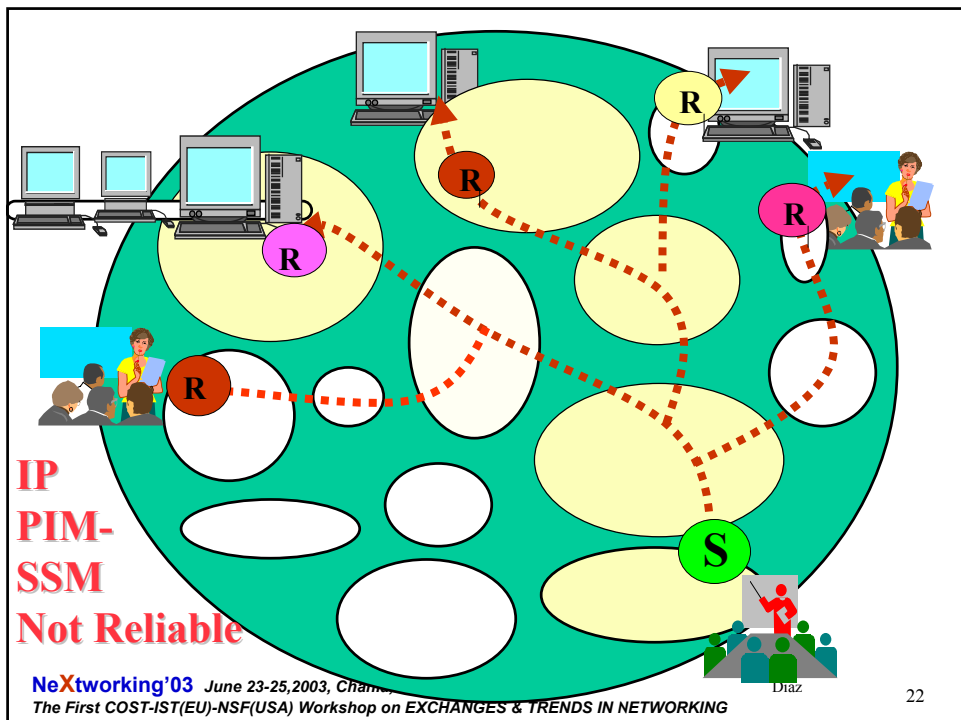 R
R
R
R
R
S
IP
PIM-
SSM
Not Reliable
NeXtworking'03 June 23-25,2003, Chania, Diaz
22
The First COST-IST(EU)-NSF(USA) Workshop on EXCHANGES & TRENDS IN NETWORKING